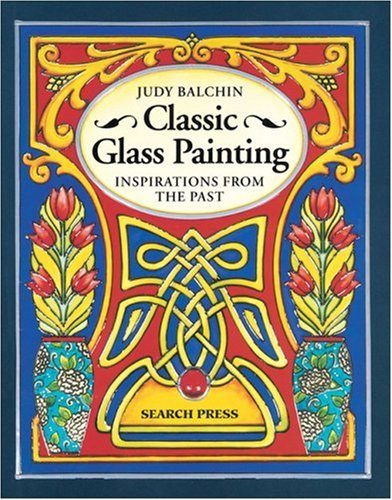 JUDY BALCHIN
Classic
Glass Painting
INSPIRATIONS FROM
THE PAST
SEARCH PRESS